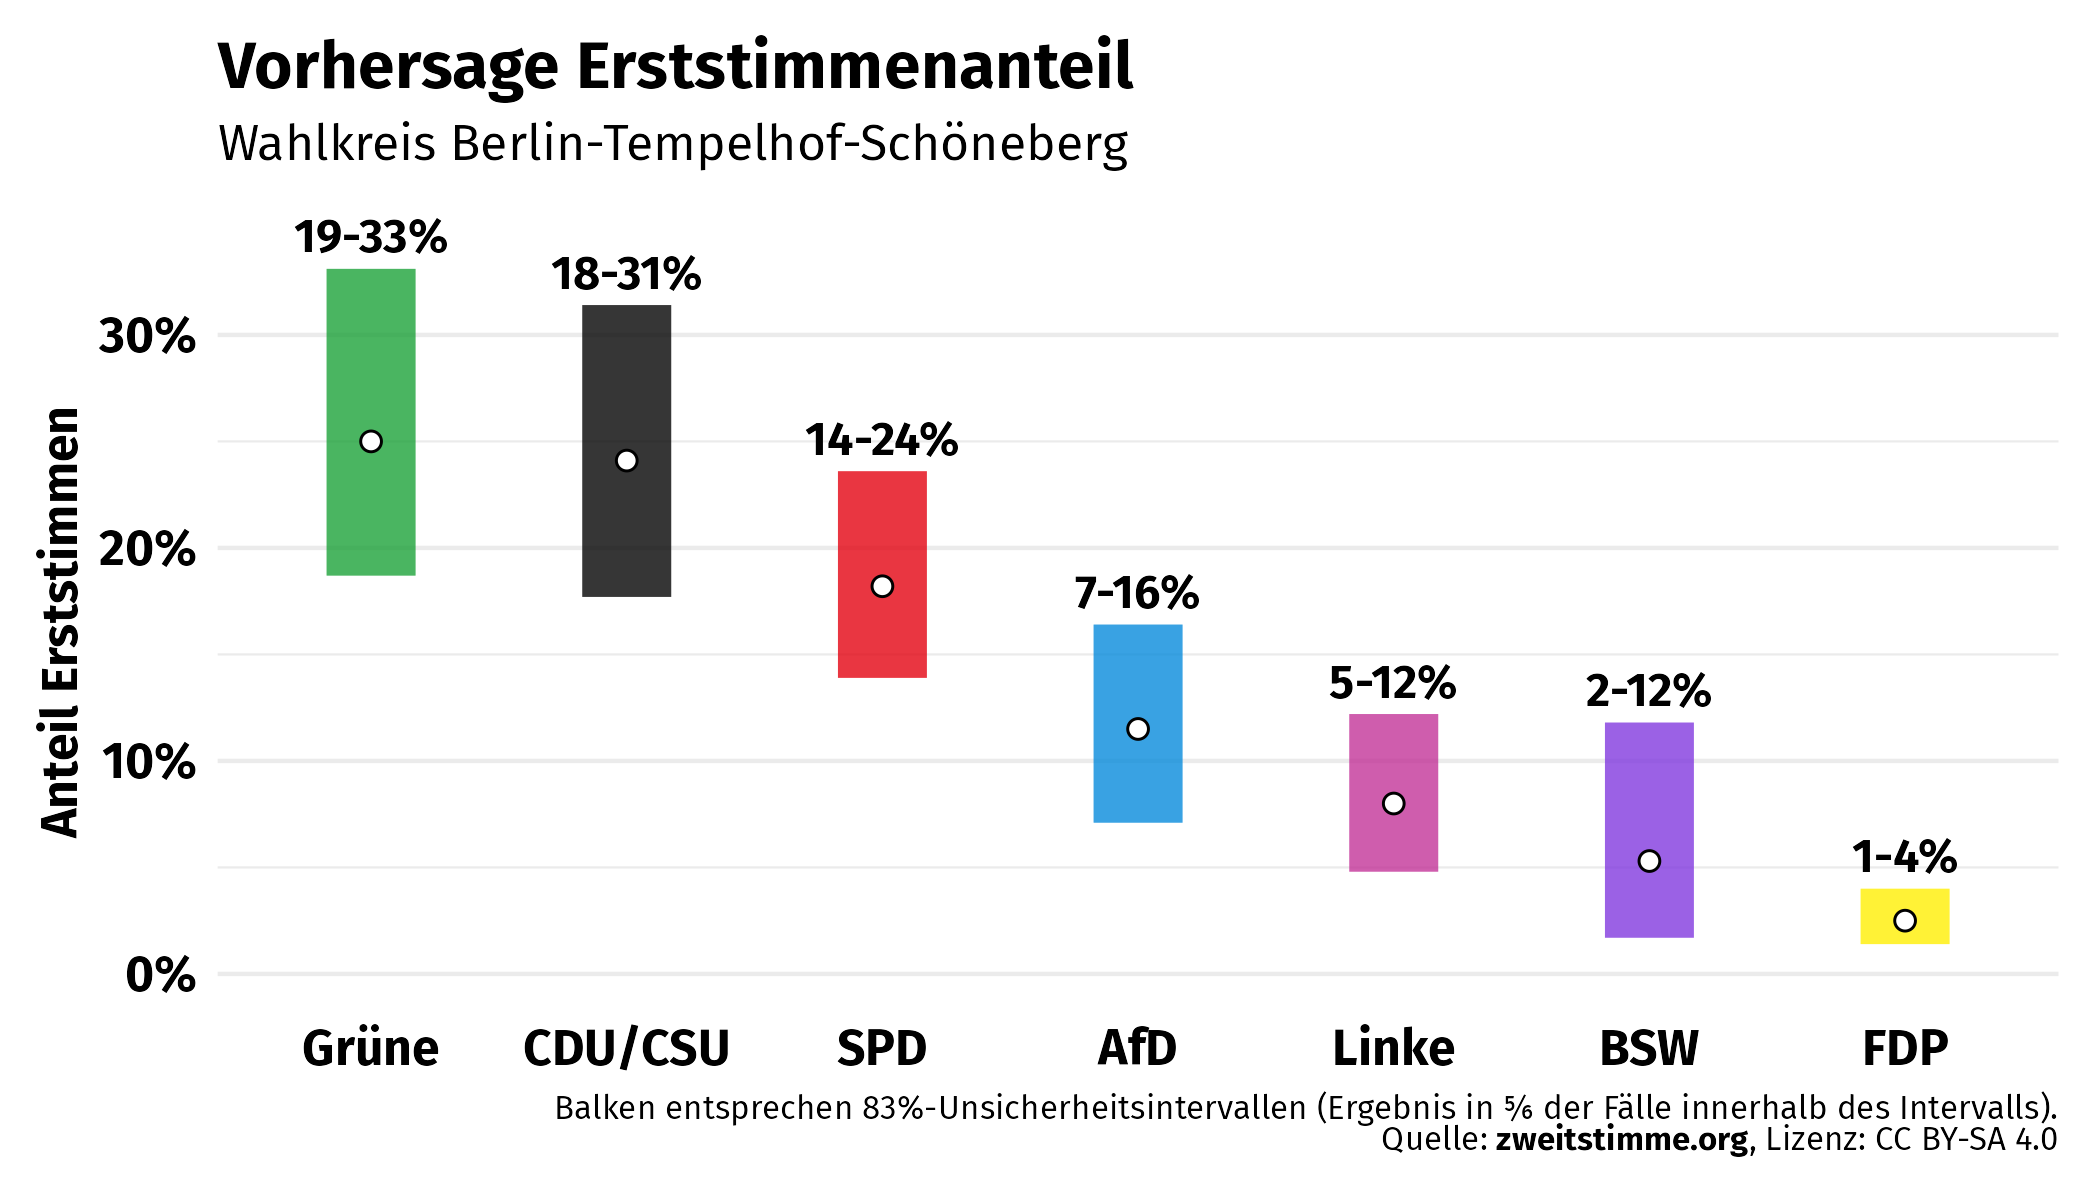 Vorhersage Erststimmenanteil
Wahlkreis Berlin-Tempelhof-Schöneberg
Anteil Erststimmen
30%
20%
10%
0%
19-33%
18-31%
14-24%
7-16%
5-12%
2-12%
1-4%
Grüne
CDU/CSU
SPD
AfD
Linke
BSW
FDP
Balken entsprechen 83%-Unsicherheitsintervallen (Ergebnis in ⅚ der Fälle innerhalb des Intervalls).
Quelle: zweitstimme.org, Lizenz: CC BY-SA 4.0